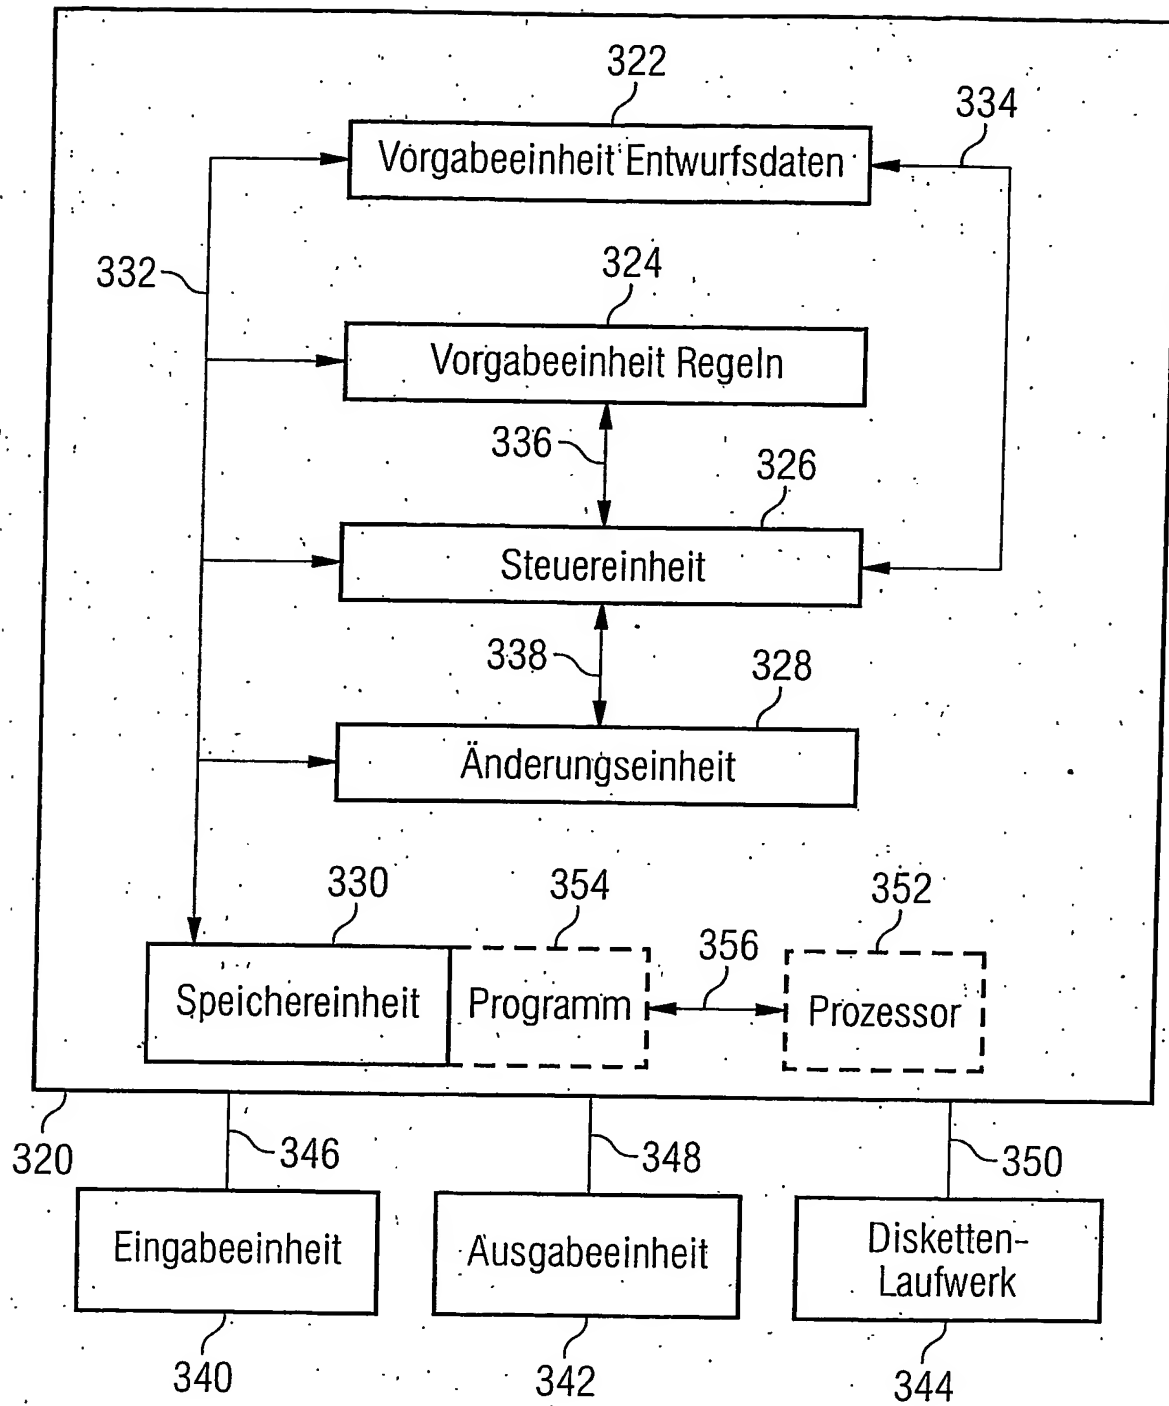 322
334
Vorgabeeinheit Entwurfsdaten
332
324
Vorgabeeinheit Regeln
336
326
Steuereinheit
338
328
Änderungseinheit
330
354
352
356
Speichereinheit
Programm
Prozessor
320
346
348
350
Eingabeeinheit
Ausgabeeinheit
Disketten-
Laufwerk
340
342
344